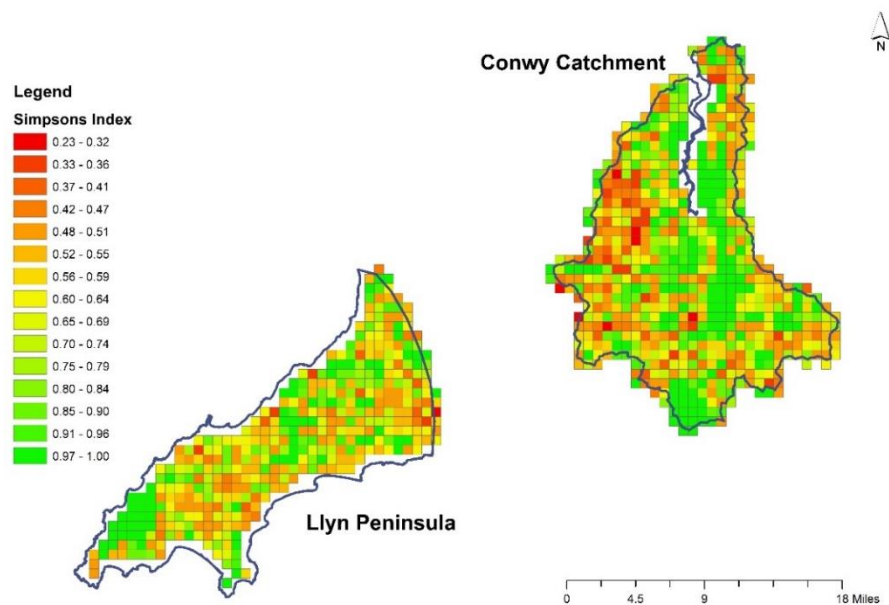 N
Conwy Catchment
Legend
Simpsons Index
0.23 - 0.32
0.33 - 0.36
0.37 - 0.41
0.42 - 0.47
0.48 - 0.51
0.52 - 0.55
0.56 - 0.59
0.60 - 0.64
0.65 - 0.69
0.70 - 0.74
0.75 - 0.79
0.80 - 0.84
0.85 - 0.90
0.91 - 0.96
0.97 - 1.00
Llyn Peninsula
0 4.5 9 18 Miles